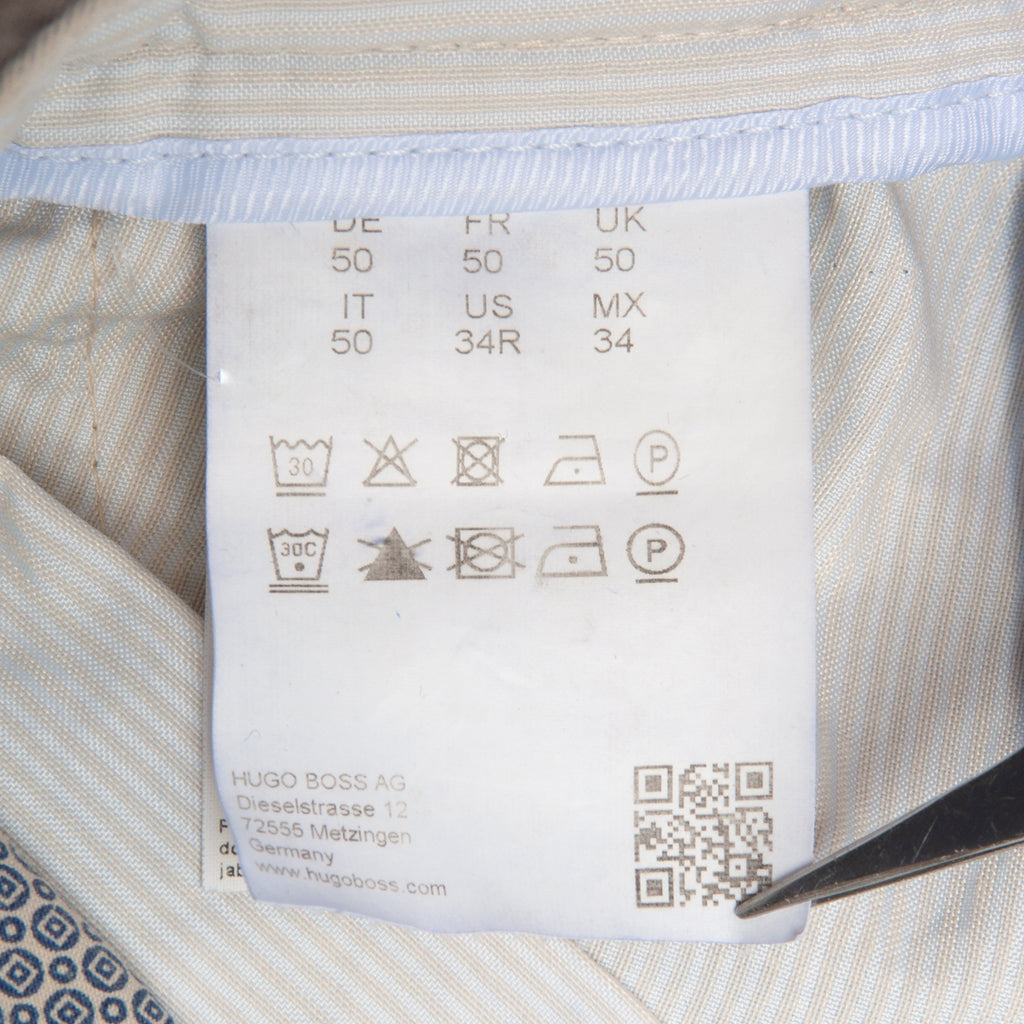 DE FR UK
50 50 50
IT US MX
50 34R 34
30 P
30C P
HUGO BOSS AG
Dieselstrasse 12
72555 Metzingen
Germany
www.hugoboss.com